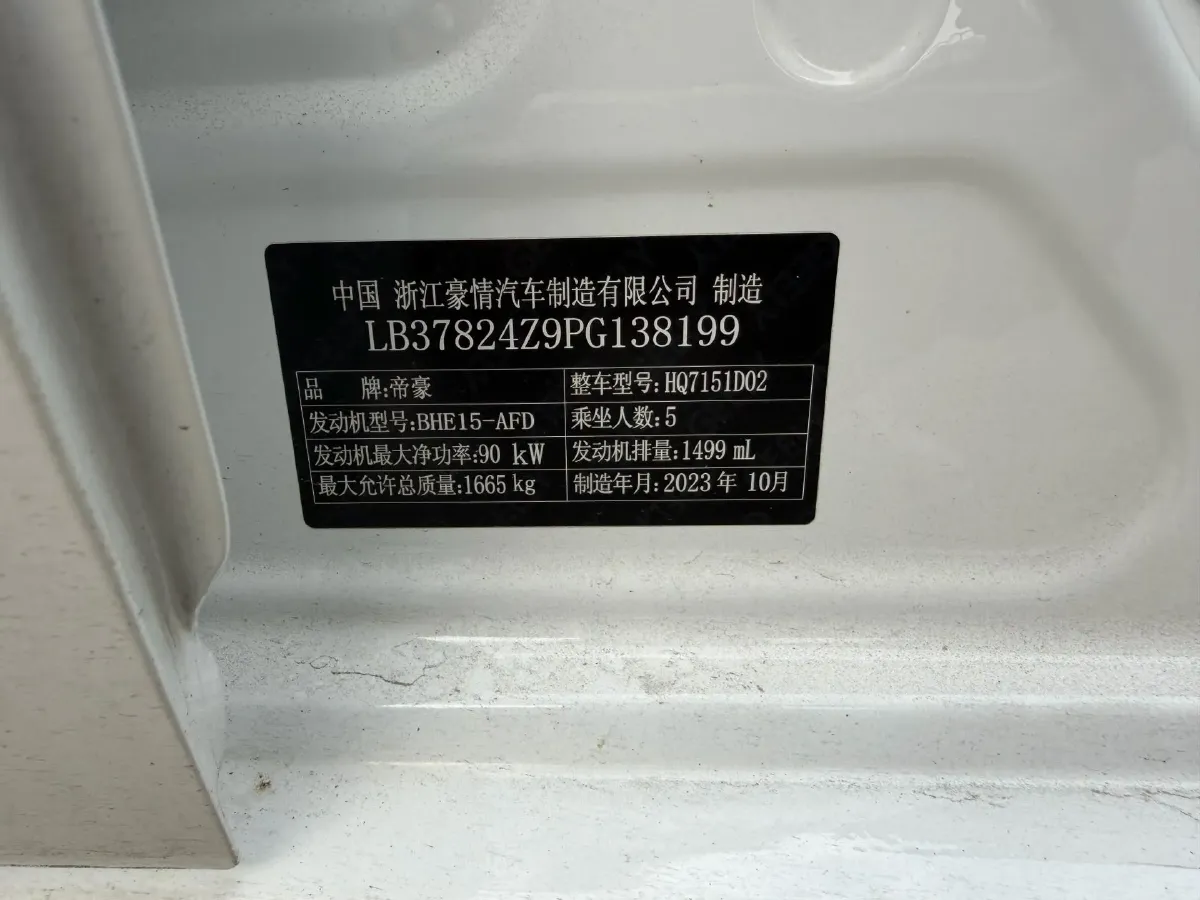 中国 浙江豪情汽车制造有限公司 制造
LB37824Z9PG138199
品 牌:帝豪 整车型号:HQ7151D02
发动机型号:BHE15-AFD 乘坐人数:5
发动机最大净功率:90 kW 发动机排量:1499 mL
最大允许总质量:1665 kg 制造年月:2023 年 10月